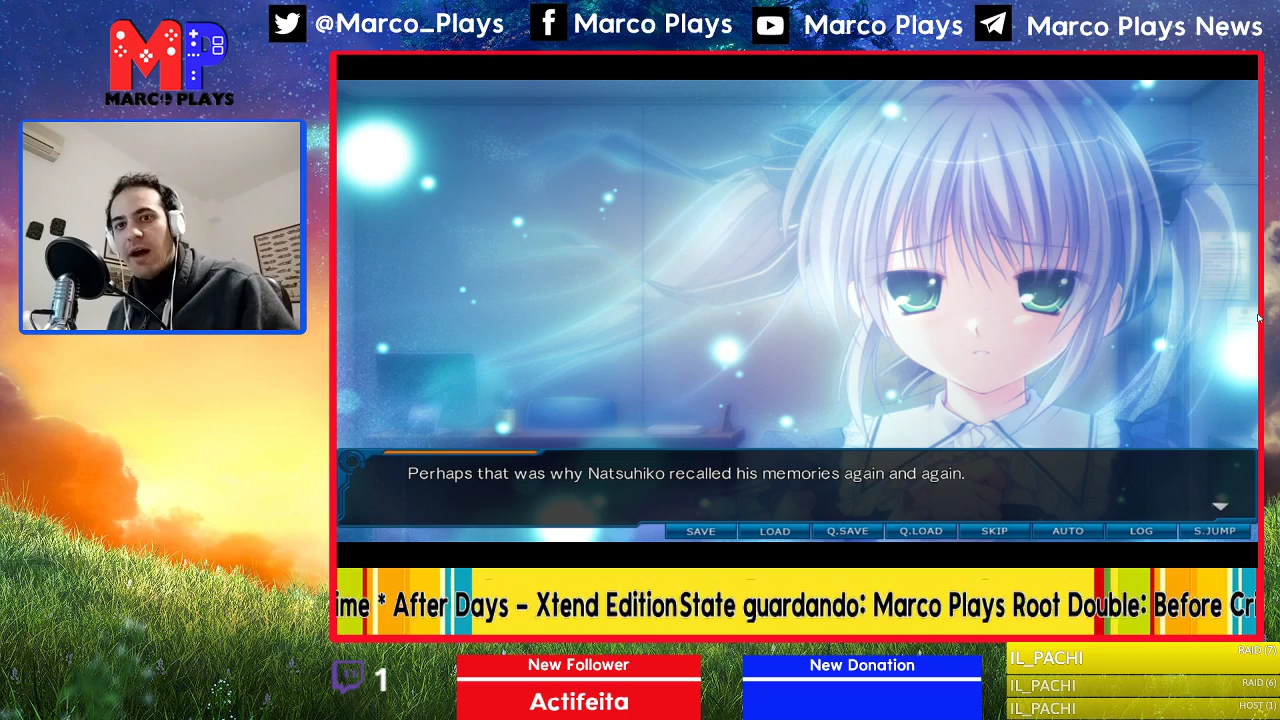 @Marco_Plays
Marco Plays
Marco Plays
Marco Plays News
MP
MARCO PLAYS
Perhaps that was why Natsuhiko recalled his memories again and again.
SAVE
LOAD
Q.SAVE
Q.LOAD
SKIP
AUTO
LOG
S.JUMP
ime * After Days - Xtend EditionState guardando: Marco Plays Root Double: Before Cri
1
New Follower
Actifeita
New Donation
IL_PACHI
RAID (7)
IL_PACHI
RAID (6)
IL_PACHI
HOST (1)